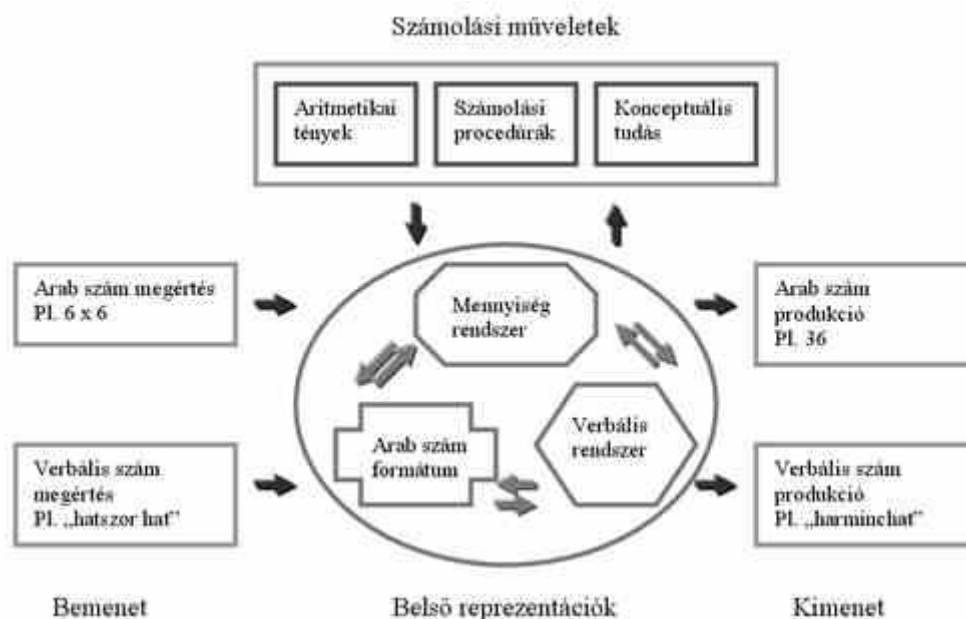 Számolási műveletek
Aritmetikai
tények
Számolási
procedúrák
Konceptuális
tudás
Arab szám megértés
Pl. 6 x 6
Mennyiség
rendszer
Arab szám
produkció
Pl. 36
Verbális szám
megértés
Pl. „hatszor hat”
Arab szám
formátum
Verbális
rendszer
Verbális szám
produkció
Pl. „harminchat”
Bemenet
Belső reprezentációk
Kimenet